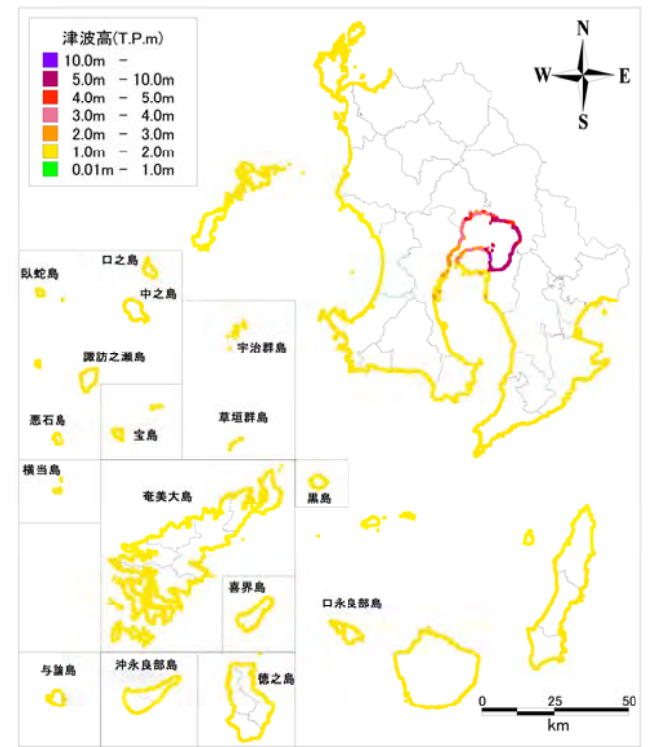 津波高(T.P.m)
10.0m －
5.0m － 10.0m
4.0m － 5.0m
3.0m － 4.0m
2.0m － 3.0m
1.0m － 2.0m
0.01m － 1.0m
N
W
E
S
口之島
臥蛇島
中之島
宇治群島
諏訪之瀬島
草垣群島
悪石島
宝島
横当島
奄美大島
黒島
喜界島
口永良部島
与論島
沖永良部島
徳之島
0 25 50
km